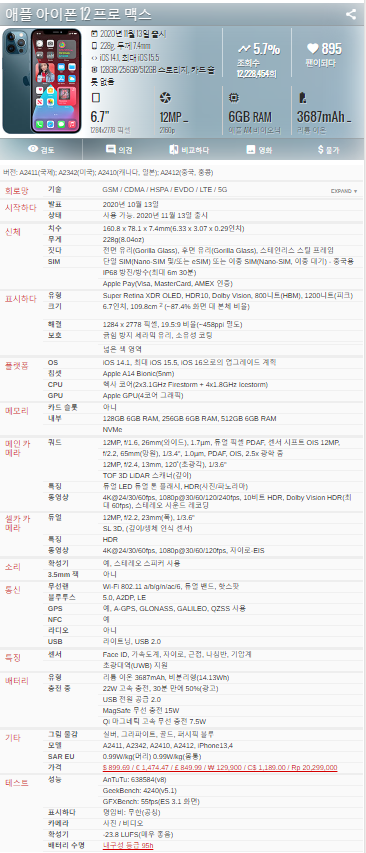 애플 아이폰 12 프로 맥스
2020년 11월 13일 출시
228g, 두께 7.4mm
iOS 14.1, 최대 iOS 15.5
128GB/256GB/512GB 스토리지, 카드 슬
롯 없음
5.7%
조회수
12,228,454회
895
팬이되다
6.7"
1284x2778 픽셀
12MP
2160p
6GB RAM
애플 A14 바이오닉
3687mAh
리튬 이온
검토
의견
비교하다
영화
물가
버전: A2411(국제); A2342(미국); A2410(캐나다, 일본); A2412(중국, 홍콩)
회로망 기술 GSM / CDMA / HSPA / EVDO / LTE / 5G EXPAND
시작하다 발표 2020년 10월 13일
상태 사용 가능. 2020년 11월 13일 출시
신체 치수 160.8 x 78.1 x 7.4mm(6.33 x 3.07 x 0.29인치)
무게 228g(8.04oz)
짓다 전면 유리(Gorilla Glass), 후면 유리(Gorilla Glass), 스테인리스 스틸 프레임
SIM 단일 SIM(Nano-SIM 및/또는 eSIM) 또는 이중 SIM(Nano-SIM, 이중 대기) - 중국용
IP68 방진/방수(최대 6m 30분)
Apple Pay(Visa, MasterCard, AMEX 인증)
표시하다 유형 Super Retina XDR OLED, HDR10, Dolby Vision, 800니트(HBM), 1200니트(피크)
크기 6.7인치, 109.8cm 2 (~87.4% 화면 대 본체 비율)
해결 1284 x 2778 픽셀, 19.5:9 비율(~458ppi 밀도)
보호 긁힘 방지 세라믹 유리, 소유성 코팅
넓은 색 영역
플랫폼 OS iOS 14.1, 최대 iOS 15.5, iOS 16으로의 업그레이드 계획
칩셋 Apple A14 Bionic(5nm)
CPU 헥사 코어(2x3.1GHz Firestorm + 4x1.8GHz Icestorm)
GPU Apple GPU(4코어 그래픽)
메모리 카드 슬롯 아니
내부 128GB 6GB RAM, 256GB 6GB RAM, 512GB 6GB RAM
NVMe
메인 카메라 쿼드 12MP, f/1.6, 26mm(와이드), 1.7µm, 듀얼 픽셀 PDAF, 센서 시프트 OIS 12MP,
f/2.2, 65mm(망원), 1/3.4", 1.0µm, PDAF, OIS, 2.5x 광학 줌
12MP, f/2.4, 13mm, 120˚(초광각), 1/3.6"
TOF 3D LiDAR 스캐너(깊이)
특징 듀얼 LED 듀얼 톤 플래시, HDR(사진/파노라마)
동영상 4K@24/30/60fps, 1080p@30/60/120/240fps, 10비트 HDR, Dolby Vision HDR(최
대 60fps), 스테레오 사운드 레코딩
셀카 카메라 듀얼 12MP, f/2.2, 23mm(폭), 1/3.6"
SL 3D, (깊이/생체 인식 센서)
특징 HDR
동영상 4K@24/30/60fps, 1080p@30/60/120fps, 자이로-EIS
소리 확성기 예, 스테레오 스피커 사용
3.5mm 잭 아니
통신 무선랜 Wi-Fi 802.11 a/b/g/n/ac/6, 듀얼 밴드, 핫스팟
블루투스 5.0, A2DP, LE
GPS 예, A-GPS, GLONASS, GALILEO, QZSS 사용
NFC 예
라디오 아니
USB 라이트닝, USB 2.0
특징 센서 Face ID, 가속도계, 자이로, 근접, 나침반, 기압계
초광대역(UWB) 지원
배터리 유형 리튬 이온 3687mAh, 비분리형(14.13Wh)
충전 중 22W 고속 충전, 30분 만에 50%(광고)
USB 전원 공급 2.0
MagSafe 무선 충전 15W
Qi 마그네틱 고속 무선 충전 7.5W
기타 그림 물감 실버, 그라파이트, 골드, 퍼시픽 블루
모델 A2411, A2342, A2410, A2412, iPhone13,4
SAR EU 0.99W/kg(머리) 0.99W/kg(몸통)
가격 $ 899.69 / € 1,474.47 / £ 849.99 / ₩ 129,900 / C$ 1,189.00 / Rp 20,299,000
테스트 성능 AnTuTu: 638584(v8)
GeekBench: 4240(v5.1)
GFXBench: 55fps(ES 3.1 화면)
표시하다 명암비: 무한(공칭)
카메라 사진 / 비디오
확성기 -23.8 LUFS(매우 좋음)
배터리 수명 내구성 등급 95h